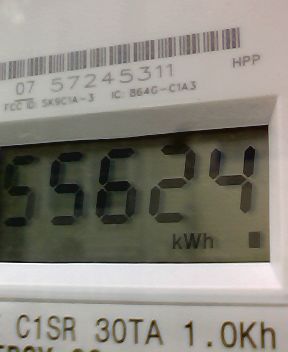 07 57245311
HPP
FCC ID: SK9C1A-3 IC: 864G-C1A3
55624
kWh
C1SR 30TA 1.0Kh